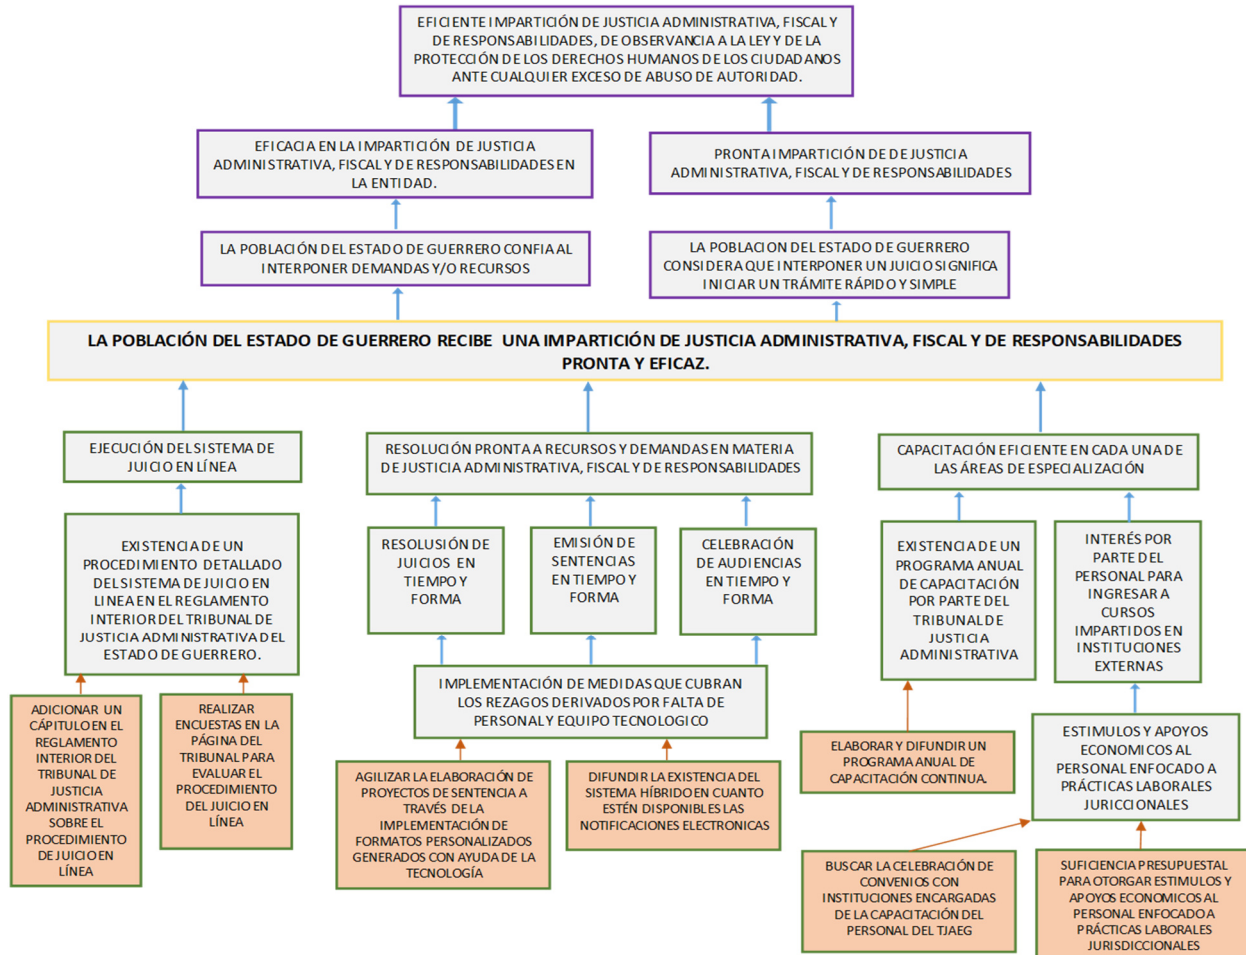 EFICIENTE IMPARTICIÓN DE JUSTICIA ADMINISTRATIVA, FISCAL Y
DE RESPONSABILIDADES, DE OBSERVANCIA A LA LEY Y DE LA
PROTECCIÓN DE LOS DERECHOS HUMANOS DE LOS CIUDADANOS
ANTE CUALQUIER EXCESO DE ABUSO DE AUTORIDAD.
EFICACIA EN LA IMPARTICIÓN DE JUSTICIA
ADMINISTRATIVA, FISCAL Y DE RESPONSABILIDADES EN
LA ENTIDAD.
PRONTA IMPARTICIÓN DE DE JUSTICIA
ADMINISTRATIVA, FISCAL Y DE RESPONSABILIDADES
LA POBLACIÓN DEL ESTADO DE GUERRERO CONFIA AL
INTERPONER DEMANDAS Y/O RECURSOS
LA POBLACION DEL ESTADO DE GUERRERO
CONSIDERA QUE INTERPONER UN JUICIO SIGNIFICA
INICIAR UN TRÁMITE RÁPIDO Y SIMPLE
LA POBLACIÓN DEL ESTADO DE GUERRERO RECIBE UNA IMPARTICIÓN DE JUSTICIA ADMINISTRATIVA, FISCAL Y DE RESPONSABILIDADES
PRONTA Y EFICAZ.
EJECUCIÓN DEL SISTEMA DE
JUICIO EN LÍNEA
RESOLUCIÓN PRONTA A RECURSOS Y DEMANDAS EN MATERIA
DE JUSTICIA ADMINISTRATIVA, FISCAL Y DE RESPONSABILIDADES
CAPACITACIÓN EFICIENTE EN CADA UNA DE
LAS ÁREAS DE ESPECIALIZACIÓN
EXISTENCIA DE UN
PROCEDIMIENTO DETALLADO
DEL SISTEMA DE JUICIO EN
LINEA EN EL REGLAMENTO
INTERIOR DEL TRIBUNAL DE
JUSTICIA ADMINISTRATIVA DEL
ESTADO DE GUERRERO.
RESOLUSIÓN DE
JUICIOS EN
TIEMPO Y
FORMA
EMISIÓN DE
SENTENCIAS
EN TIEMPO Y
FORMA
CELEBRACIÓN
DE AUDIENCIAS
EN TIEMPO Y
FORMA
EXISTENCIA DE UN
PROGRAMA ANUAL
DE CAPACITACIÓN
POR PARTE DEL
TRIBUNAL DE
JUSTICIA
ADMINISTRATIVA
INTERÉS POR
PARTE DEL
PERSONAL PARA
INGRESAR A
CURSOS
IMPARTIDOS EN
INSTITUCIONES
EXTERNAS
IMPLEMENTACIÓN DE MEDIDAS QUE CUBRAN
LOS REZAGOS DERIVADOS POR FALTA DE
PERSONAL Y EQUIPO TECNOLOGICO
ADICIONAR UN
CÁPITULO EN EL
REGLAMENTO
INTERIOR DEL
TRIBUNAL DE
JUSTICIA
ADMINISTRATIVA
SOBRE EL
PROCEDIMIENTO
DE JUICIO EN
LÍNEA
REALIZAR
ENCUESTAS EN LA
PÁGINA DEL
TRIBUNAL PARA
EVALUAR EL
PROCEDIMIENTO
DEL JUICIO EN
LÍNEA
AGILIZAR LA ELABORACIÓN DE
PROYECTOS DE SENTENCIA A
TRAVÉS DE LA
IMPLEMENTACIÓN DE
FORMATOS PERSONALIZADOS
GENERADOS CON AYUDA DE LA
TECNOLOGÍA
DIFUNDIR LA EXISTENCIA DEL
SISTEMA HÍBRIDO EN CUANTO
ESTÉN DISPONIBLES LAS
NOTIFICACIONES ELECTRONICAS
ELABORAR Y DIFUNDIR UN
PROGRAMA ANUAL DE
CAPACITACIÓN CONTINUA.
ESTIMULOS Y APOYOS
ECONOMICOS AL
PERSONAL ENFOCADO A
PRÁCTICAS LABORALES
JURICCIONALES
BUSCAR LA CELEBRACIÓN DE
CONVENIOS CON
INSTITUCIONES ENCARGADAS
DE LA CAPACITACIÓN DEL
PERSONAL DEL TJAEG
SUFICIENCIA PRESUPUESTAL
PARA OTORGAR ESTIMULOS Y
APOYOS ECONOMICOS AL
PERSONAL ENFOCADO A
PRÁCTICAS LABORALES
JURISDICCIONALES